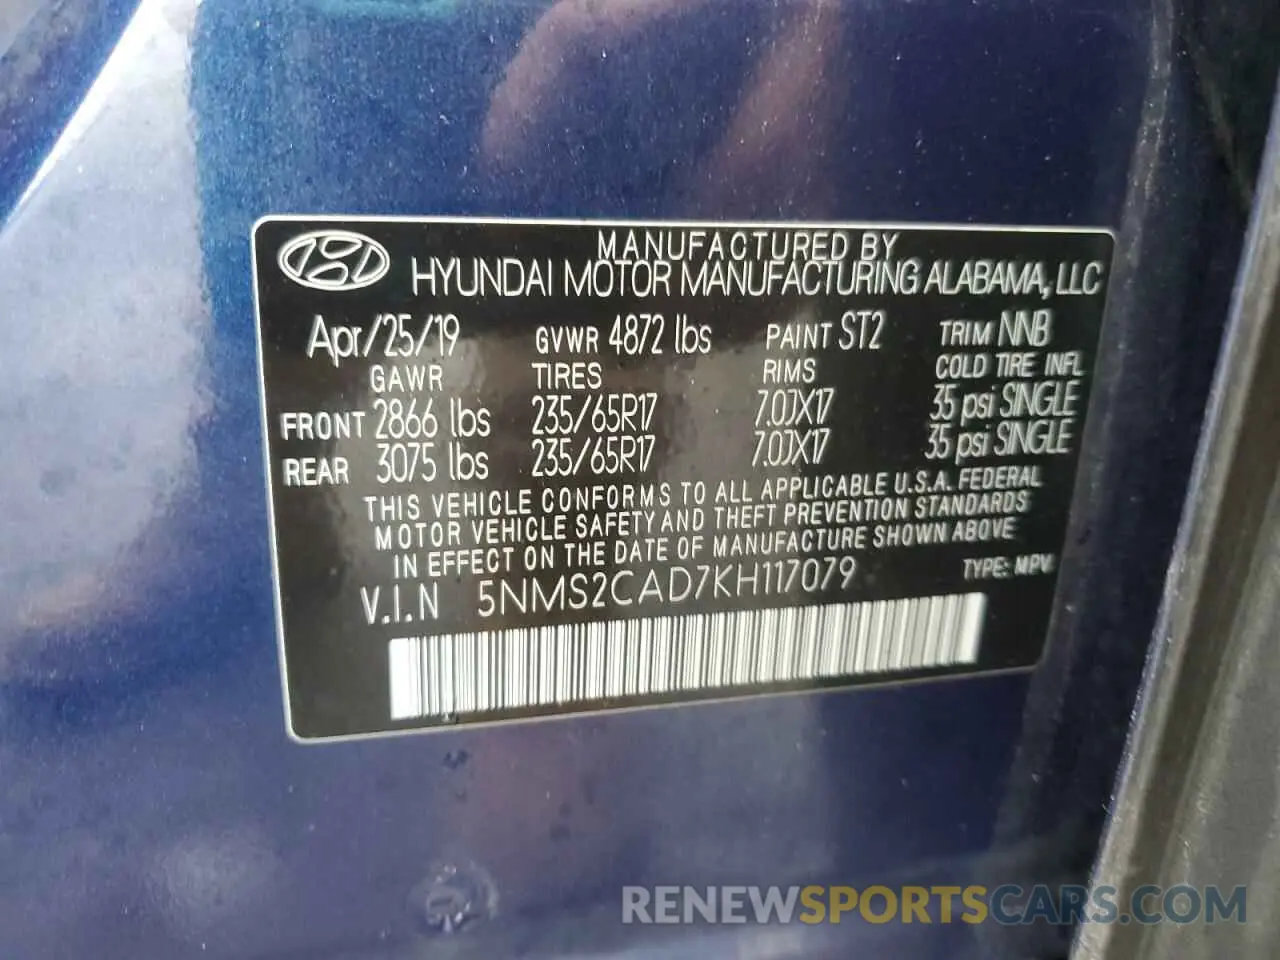 MANUFACTURED BY
HYUNDAI MOTOR MANUFACTURING ALABAMA, LLC
Apr/25/19 GVWR 4872 lbs PAINT ST2 TRIM NNB
GAWR TIRES RIMS COLD TIRE INFL
FRONT 2866 lbs 235/65R17 7.0JX17 35 psi SINGLE
REAR 3075 lbs 235/65R17 7.0JX17 35 psi SINGLE
THIS VEHICLE CONFORMS TO ALL APPLICABLE U.S.A. FEDERAL
MOTOR VEHICLE SAFETY AND THEFT PREVENTION STANDARDS
IN EFFECT ON THE DATE OF MANUFACTURE SHOWN ABOVE
V.I.N 5NMS2CAD7KH117079 TYPE: MPV
RENEWSPORTSCARS.COM